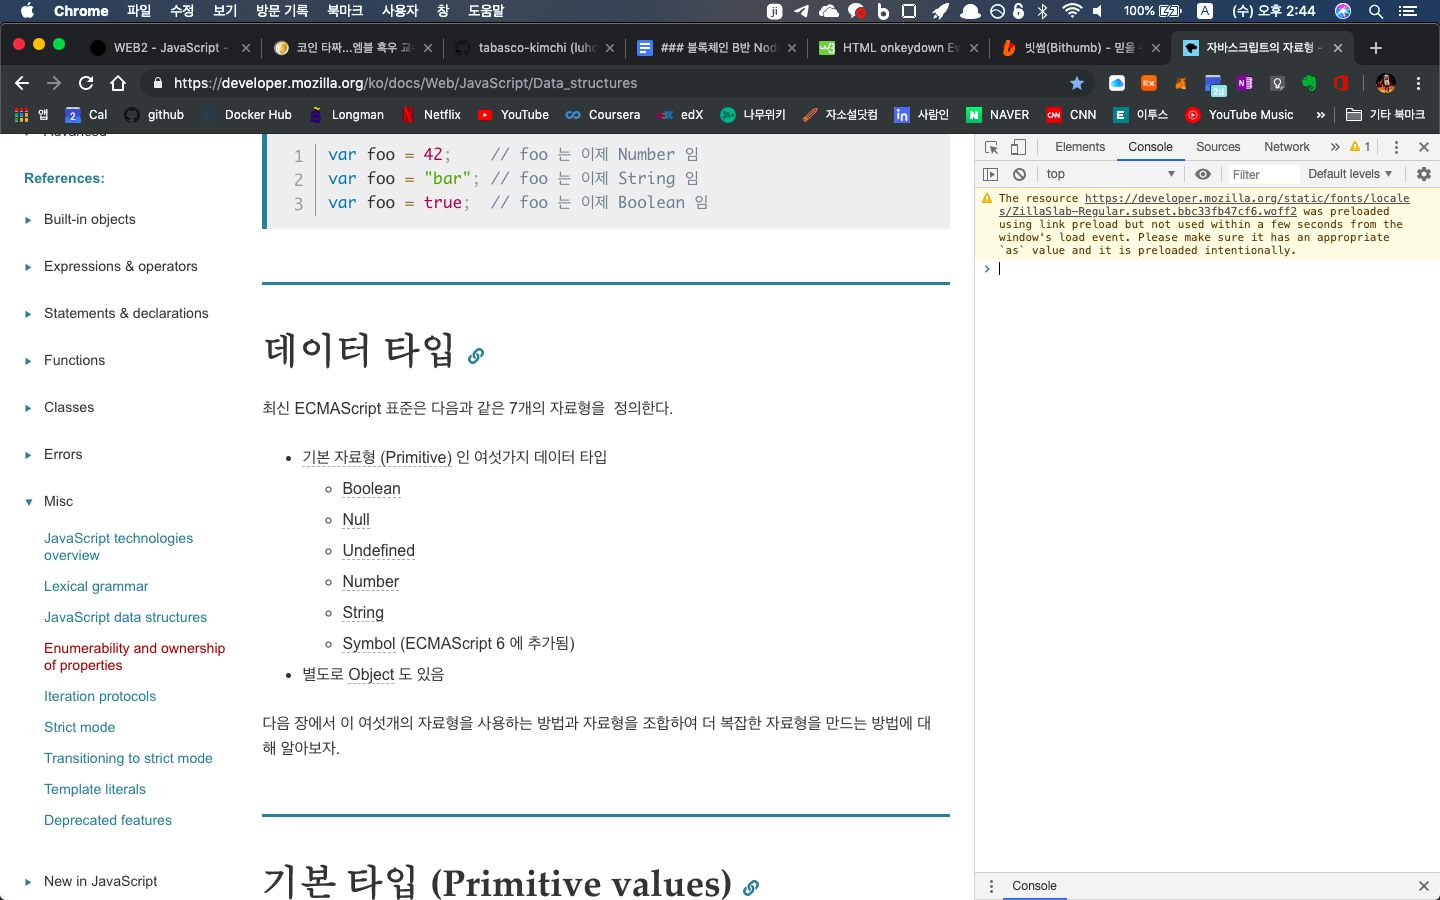 Chrome 파일 수정 보기 방문 기록 북마크 사용자 창 도움말 100% A (수) 오후 2:44
WEB2 - JavaScript - 코인 타짜...엠블 흑우 교 tabasco-kimchi (luhc ### 블록체인 B반 Nod HTML onkeydown Ev 빗썸(Bithumb) - 믿을 자바스크립트의 자료형 -
https://developer.mozilla.org/ko/docs/Web/JavaScript/Data_structures
앱 Cal github Docker Hub Longman Netflix YouTube Coursera edX 나무위키 자소설닷컴 사람인 NAVER CNN 이투스 YouTube Music » 기타 북마크
Advanced
References:
Built-in objects
Expressions & operators
Statements & declarations
Functions
Classes
Errors
Misc
JavaScript technologies
overview
Lexical grammar
JavaScript data structures
Enumerability and ownership
of properties
Iteration protocols
Strict mode
Transitioning to strict mode
Template literals
Deprecated features
New in JavaScript
1 var foo = 42;    // foo 는 이제 Number 임
2 var foo = "bar"; // foo 는 이제 String 임
3 var foo = true;  // foo 는 이제 Boolean 임
데이터 타입
최신 ECMAScript 표준은 다음과 같은 7개의 자료형을  정의한다.
• 기본 자료형 (Primitive) 인 여섯가지 데이터 타입
Boolean
Null
Undefined
Number
String
Symbol (ECMAScript 6 에 추가됨)
• 별도로 Object 도 있음
다음 장에서 이 여섯개의 자료형을 사용하는 방법과 자료형을 조합하여 더 복잡한 자료형을 만드는 방법에 대
해 알아보자.
기본 타입 (Primitive values)
Elements Console Sources Network » 1
top Filter Default levels
The resource https://developer.mozilla.org/static/fonts/locale
s/ZillaSlab-Regular.subset.bbc33fb47cf6.woff2 was preloaded
using link preload but not used within a few seconds from the
window's load event. Please make sure it has an appropriate
`as` value and it is preloaded intentionally.
>
Console